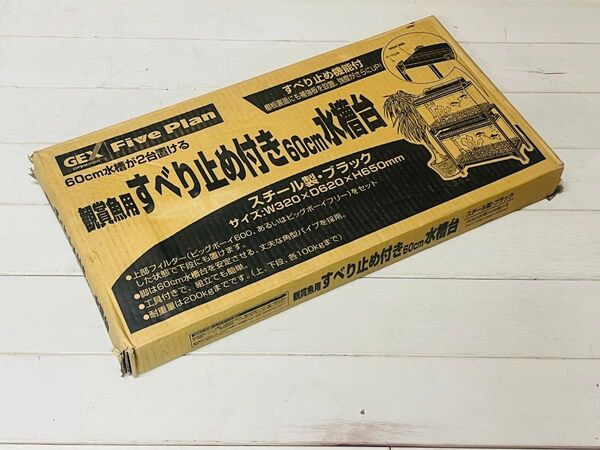 GEX Five Plan
60cm水槽が2台置ける
すべり止め機能付
観賞魚用 すべり止め付き60cm水槽台
スチール製・ブラック
サイズ:W320×D620×H650mm
●上部フィルター(ビッグボーイ600、あるいはビッグボーイフリー)をセット
した状態で下段にも置けます。
●脚は60cm水槽台を安定させる、丈夫な角型パイプを採用。
●工具付きで、組立ても簡単。
●耐重量は200kgまでです。(上、下段、各100kgまで)
スチール製・ブラック
観賞魚用 すべり止め付き60cm水槽台